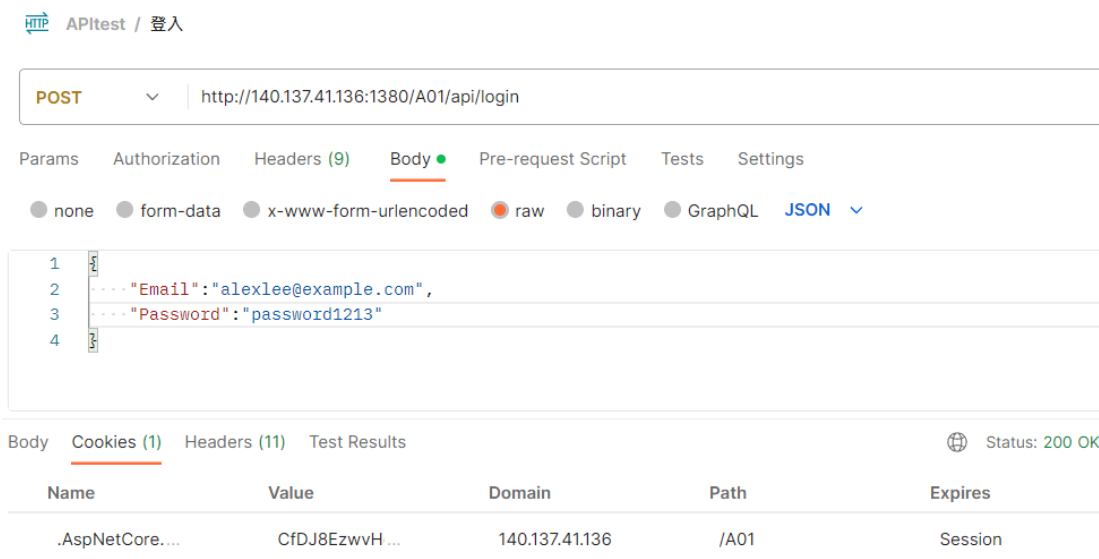 HTTP APItest / 登入
POST http://140.137.41.136:1380/A01/api/login
Params Authorization Headers (9) Body Pre-request Script Tests Settings
none form-data x-www-form-urlencoded raw binary GraphQL JSON
1 {
2 "Email":"alexlee@example.com",
3 "Password":"password1213"
4 }
Body Cookies (1) Headers (11) Test Results Status: 200 OK
Name Value Domain Path Expires
.AspNetCore.... CfDJ8EzwvH... 140.137.41.136 /A01 Session